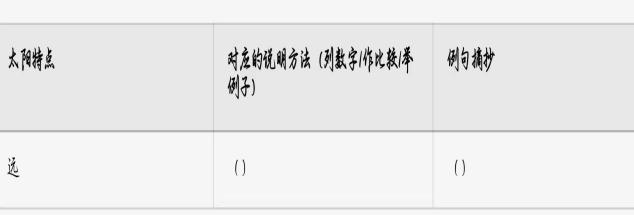 太阳特点
对应的说明方法（列数字/作比较/举
例子）
例句摘抄
远
（）
（）